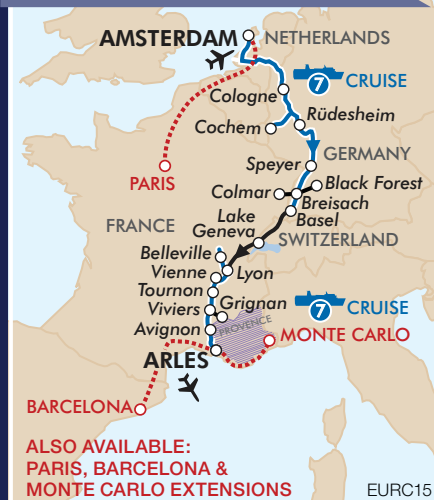 AMSTERDAM
NETHERLANDS
7 CRUISE
Cologne
Cochem
Rüdesheim
PARIS
Speyer
GERMANY
Colmar
Black Forest
Breisach
Basel
FRANCE
Lake
Geneva
SWITZERLAND
Belleville
Vienne
Lyon
Tournon
Viviers
Grignan
7 CRUISE
Avignon
PROVENCE
MONTE CARLO
ARLES
BARCELONA
ALSO AVAILABLE:
PARIS, BARCELONA &
MONTE CARLO EXTENSIONS
EURC15